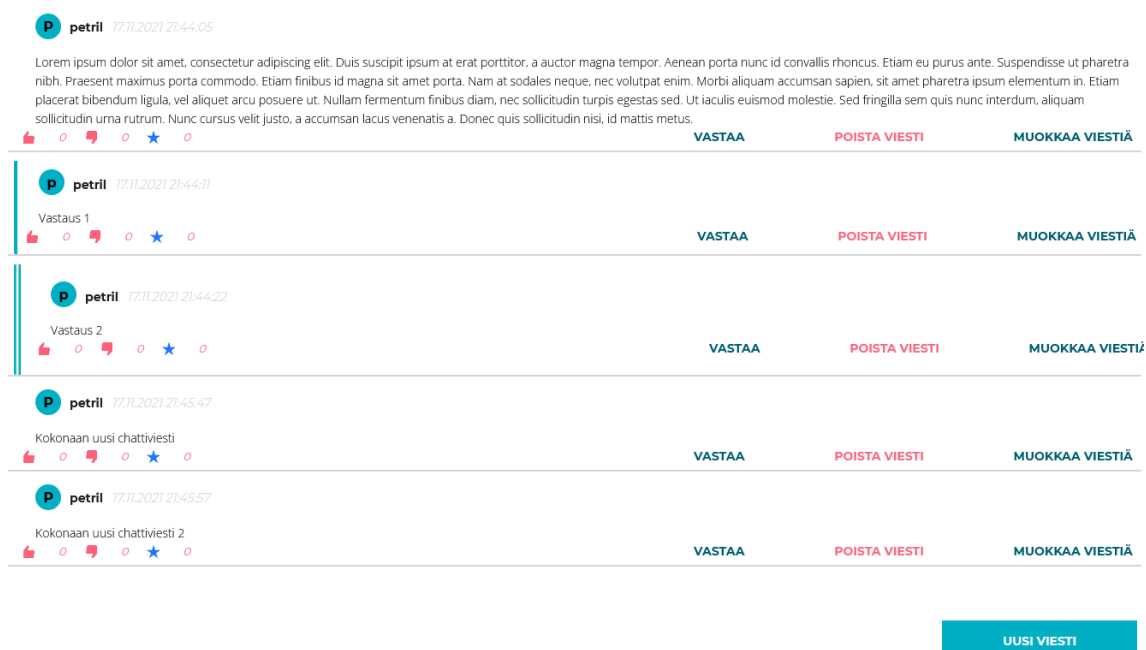 P petril 17.11.2021 21:44:05
Lorem ipsum dolor sit amet, consectetur adipiscing elit. Duis suscipit ipsum at erat porttitor, a auctor magna tempor. Aenean porta nunc id convallis rhoncus. Etiam eu purus ante. Suspendisse ut pharetra
nibh. Praesent maximus porta commodo. Etiam finibus id magna sit amet porta. Nam at sodales neque, nec volutpat enim. Morbi aliquam accumsan sapien, sit amet pharetra ipsum elementum in. Etiam
placerat bibendum ligula, vel aliquet arcu posuere ut. Nullam fermentum finibus diam, nec sollicitudin turpis egestas sed. Ut iaculis euismod molestie. Sed fringilla sem quis nunc interdum, aliquam
sollicitudin urna rutrum. Nunc cursus velit justo, a accumsan lacus venenatis a. Donec quis sollicitudin nisi, id mattis metus.
0 0 0 VASTAA POISTA VIESTI MUOKKAA VIESTIÄ
p petril 17.11.2021 21:44:11
Vastaus 1
0 0 0 VASTAA POISTA VIESTI MUOKKAA VIESTIÄ
p petril 17.11.2021 21:44:22
Vastaus 2
0 0 0 VASTAA POISTA VIESTI MUOKKAA VIESTIÄ
P petril 17.11.2021 21:45:47
Kokonaan uusi chattiviesti
0 0 0 VASTAA POISTA VIESTI MUOKKAA VIESTIÄ
P petril 17.11.2021 21:45:57
Kokonaan uusi chattiviesti 2
0 0 0 VASTAA POISTA VIESTI MUOKKAA VIESTIÄ
UUSI VIESTI